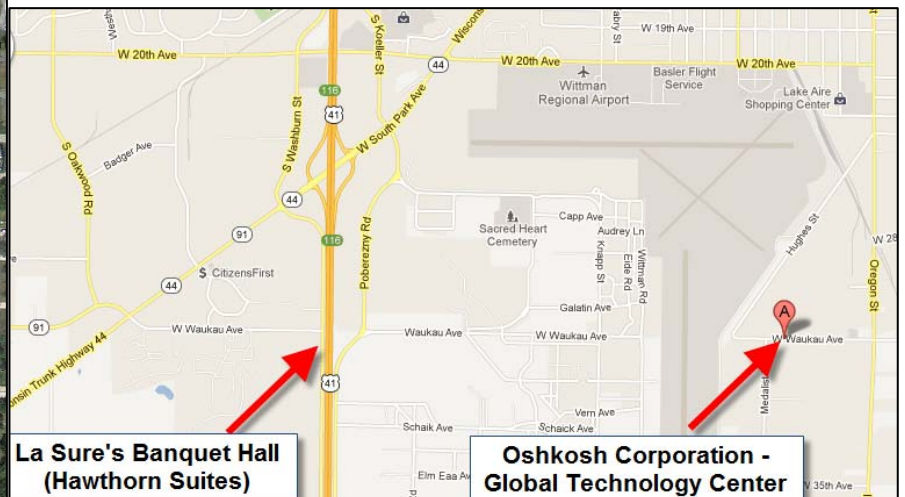 W 19th Ave
W 20th Ave
S Koeller St
44
W 20th Ave
W 20th Ave
116
41
Wittman
Regional Airport
Basler Flight
Service
Lake Aire
Shopping Center
S Washburn St
W South Park Ave
Badger Ave
S Oakwood Rd
44
91
116
Poberezny Rd
Sacred Heart
Cemetery
Capp Ave
Audrey Ln
Knapp St
Eide Rd
Wittman Rd
Hughes St
W 28
Oregon St
CitizensFirst
44
91
W Waukau Ave
Waukau Ave
Galatin Ave
W Waukau Ave
A
W Waukau Ave
Trunk Highway 44
41
Schaik Ave
Vern Ave
Schaick Ave
Medalist
Elm Eaa Av
W 35th Ave
La Sure's Banquet Hall
(Hawthorn Suites)
Oshkosh Corporation -
Global Technology Center